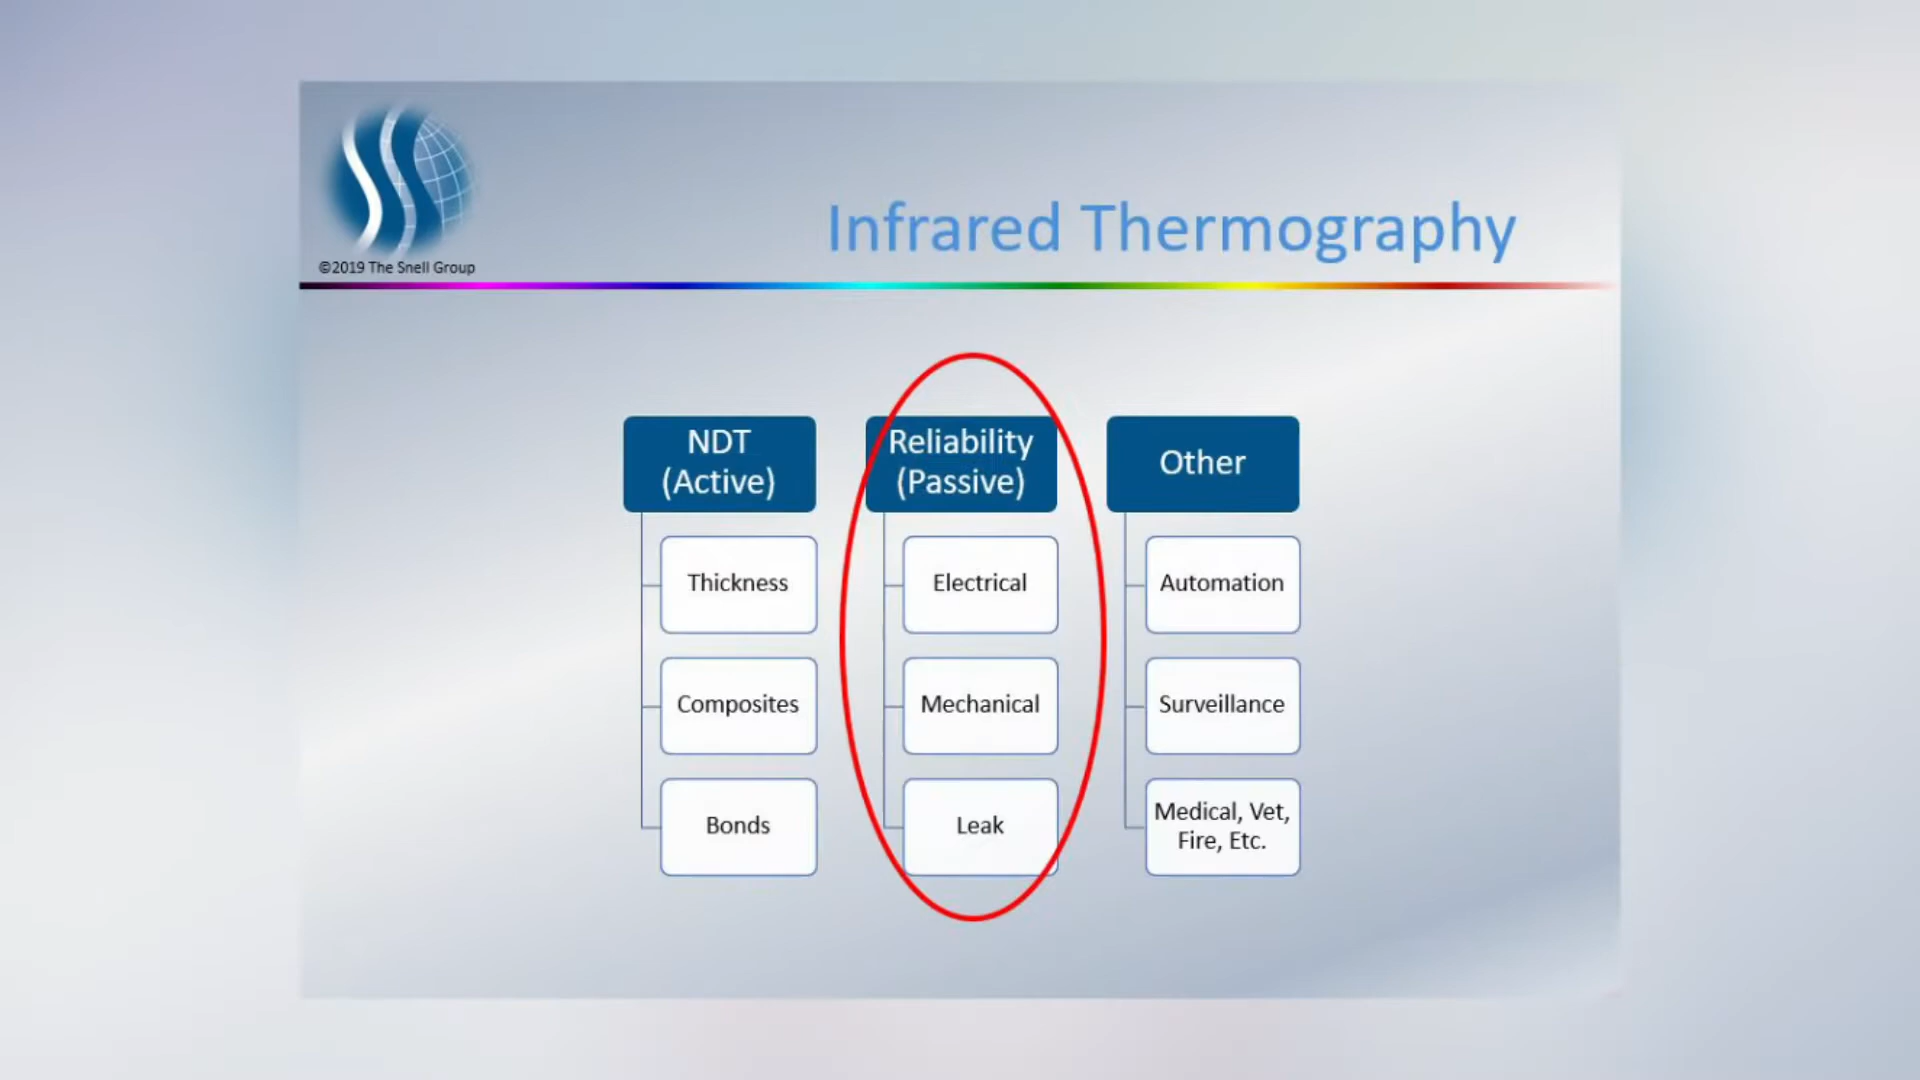 ©2019 The Snell Group
Infrared Thermography
NDT
(Active)
Thickness
Composites
Bonds
Reliability
(Passive)
Electrical
Mechanical
Leak
Other
Automation
Surveillance
Medical, Vet,
Fire, Etc.